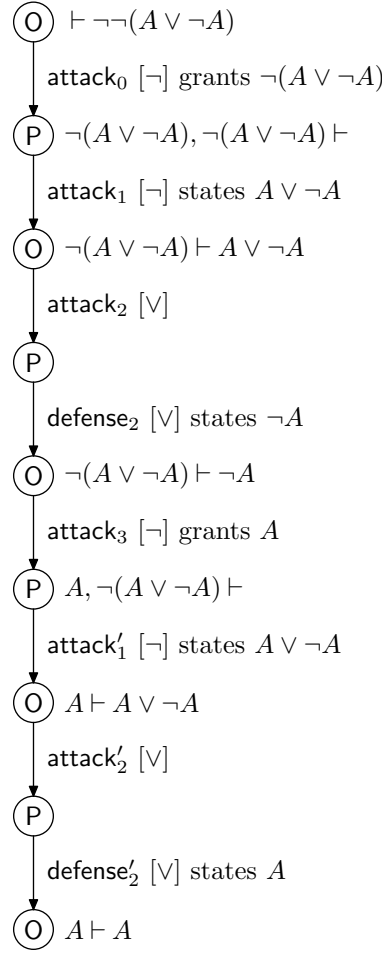 O ⊢ ¬¬(A ∨ ¬A)
attack₀ [¬] grants ¬(A ∨ ¬A)
P ¬(A ∨ ¬A), ¬(A ∨ ¬A) ⊢
attack₁ [¬] states A ∨ ¬A
O ¬(A ∨ ¬A) ⊢ A ∨ ¬A
attack₂ [∨]
P
defense₂ [∨] states ¬A
O ¬(A ∨ ¬A) ⊢ ¬A
attack₃ [¬] grants A
P A, ¬(A ∨ ¬A) ⊢
attack′₁ [¬] states A ∨ ¬A
O A ⊢ A ∨ ¬A
attack′₂ [∨]
P
defense′₂ [∨] states A
O A ⊢ A